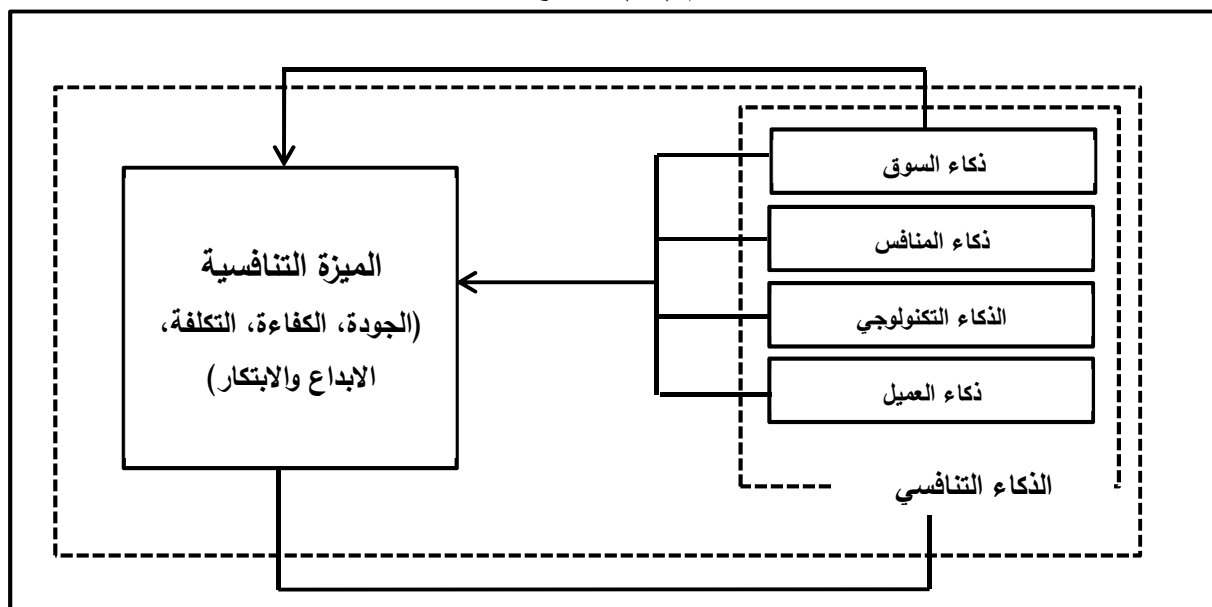 ذكاء السوق
ذكاء المنافس
الذكاء التكنولوجي
ذكاء العميل
الذكاء التنافسي
الميزة التنافسية
(الجودة، الكفاءة، التكلفة،
الابداع والابتكار)